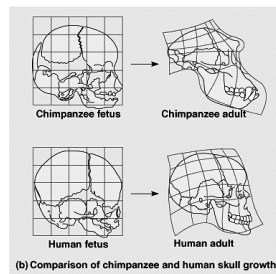 Chimpanzee fetus
Chimpanzee adult
Human fetus
Human adult
(b) Comparison of chimpanzee and human skull growth